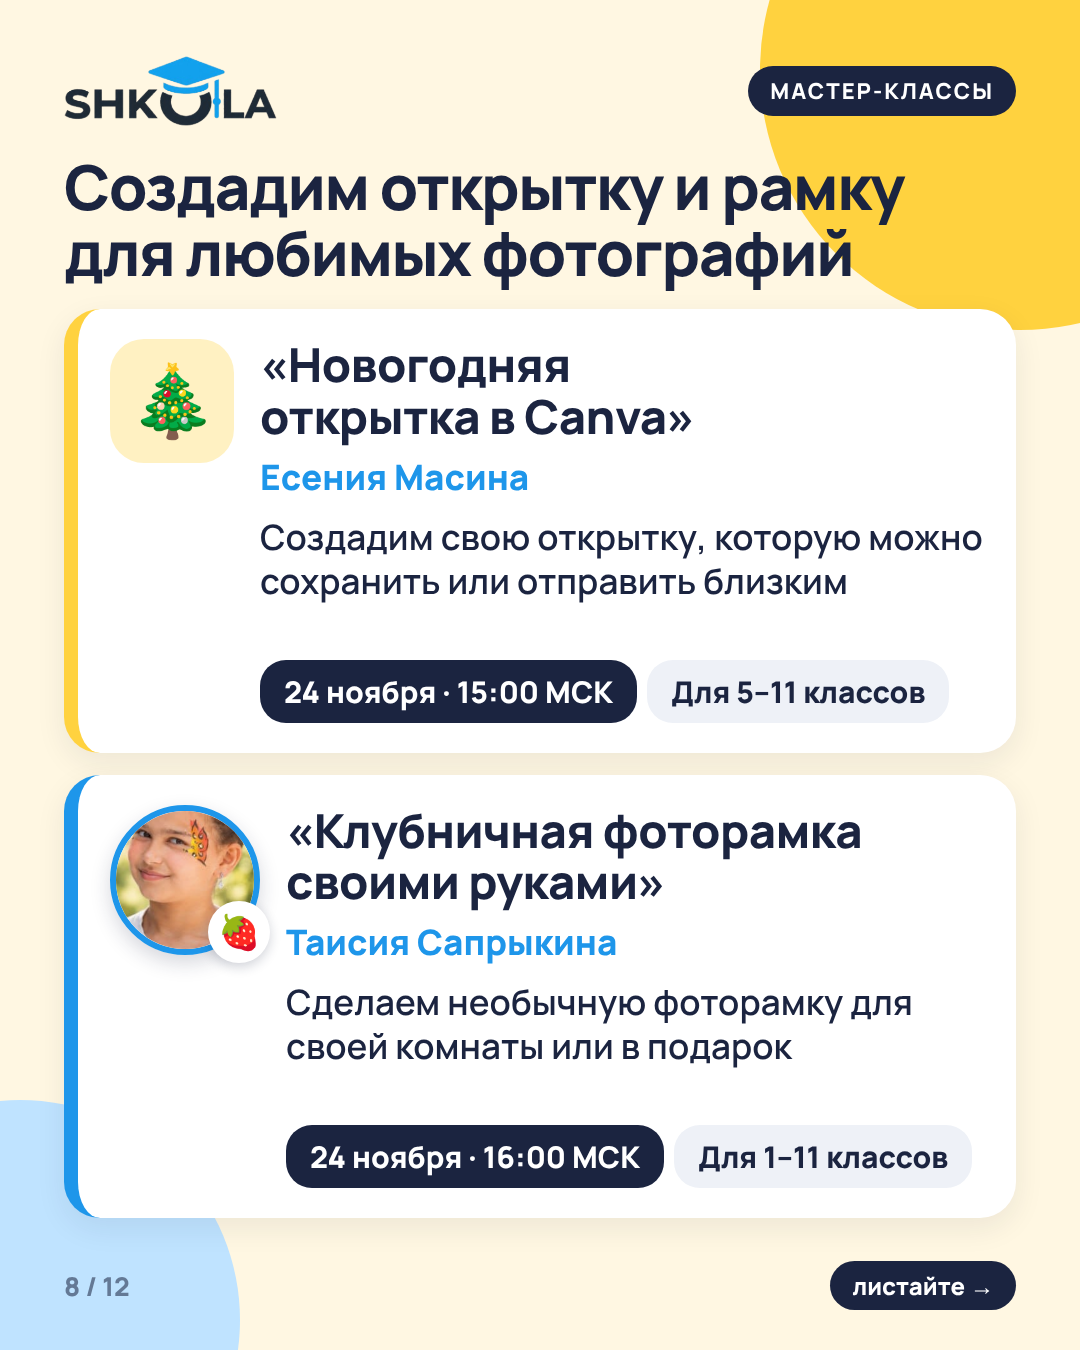 SHKOLA
МАСТЕР-КЛАССЫ
Создадим открытку и рамку
для любимых фотографий
«Новогодняя
открытка в Canva»
Есения Масина
Создадим свою открытку, которую можно
сохранить или отправить близким
24 ноября · 15:00 МСК
Для 5–11 классов
«Клубничная фоторамка
своими руками»
Таисия Сапрыкина
Сделаем необычную фоторамку для
своей комнаты или в подарок
24 ноября · 16:00 МСК
Для 1–11 классов
8 / 12
листайте →